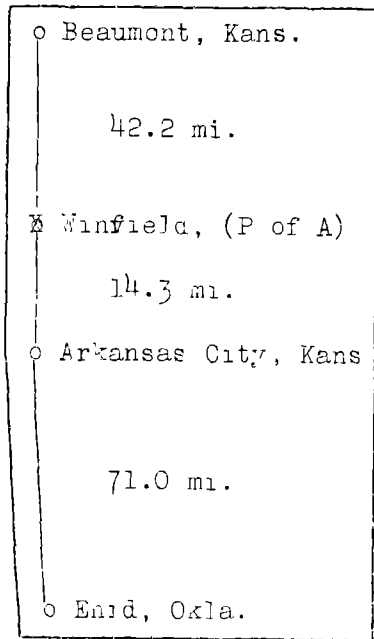 Beaumont, Kans.
42.2 mi.
Winfield, (P of A)
14.3 mi.
Arkansas City, Kans
71.0 mi.
Enid, Okla.